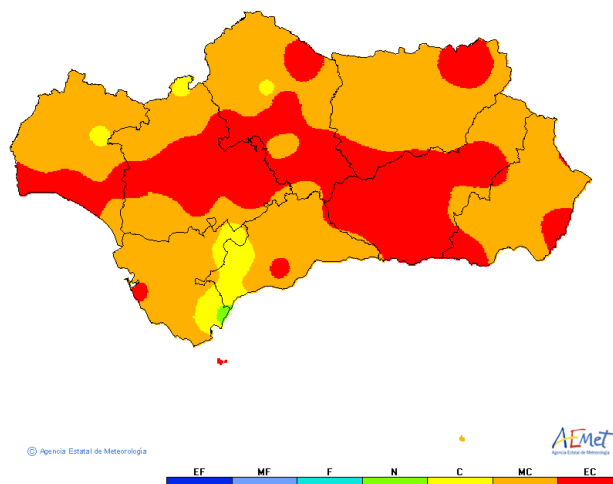 © Agencia Estatal de Meteorología
AEmet
Agencia Estatal de Meteorología
EF MF F N C MC EC